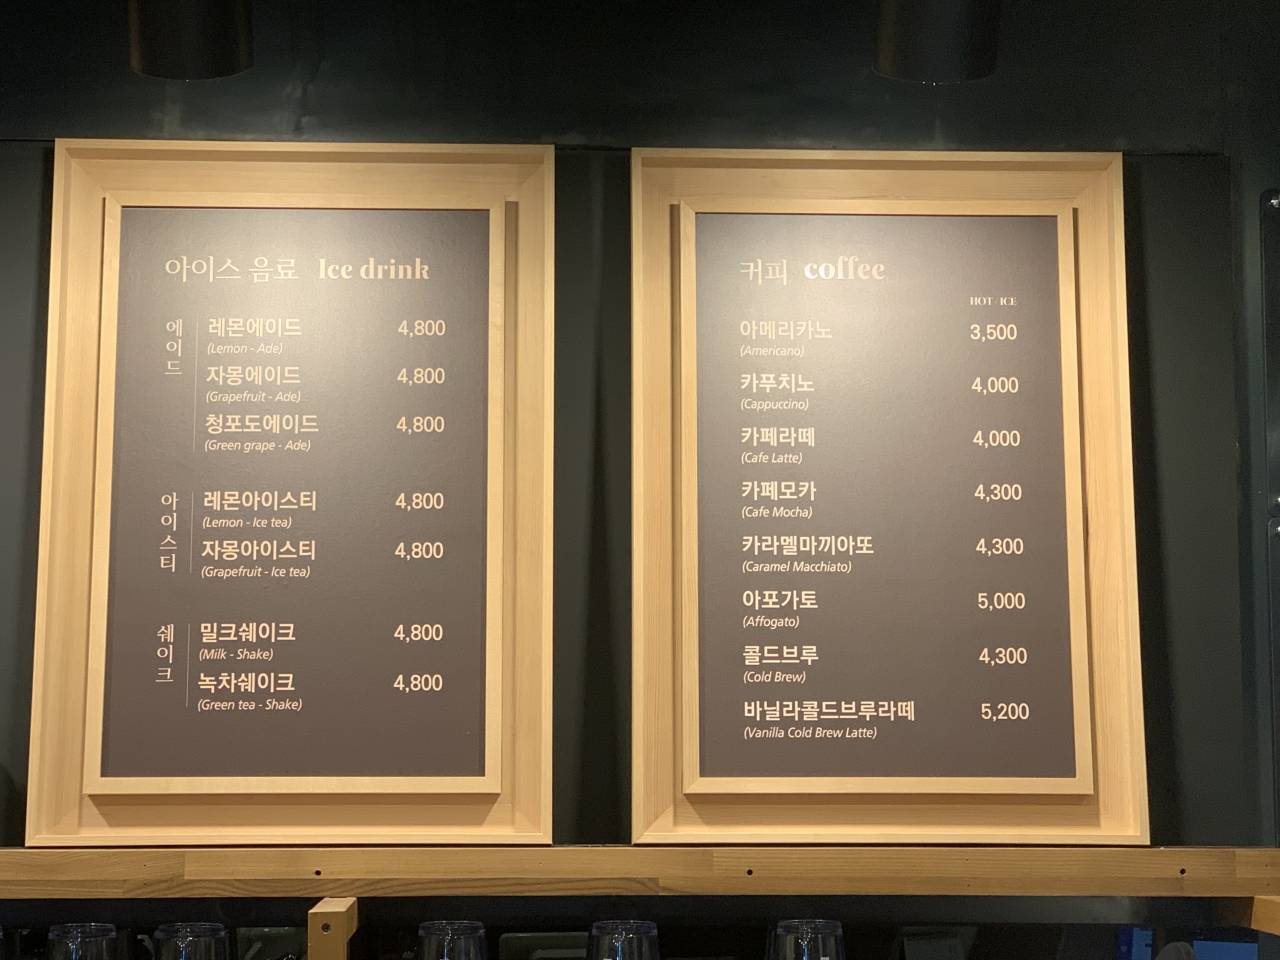 아이스 음료 Ice drink
에이드
레몬에이드 4,800
(Lemon - Ade)
자몽에이드 4,800
(Grapefruit - Ade)
청포도에이드 4,800
(Green grape - Ade)
아이스티
레몬아이스티 4,800
(Lemon - Ice tea)
자몽아이스티 4,800
(Grapefruit - Ice tea)
쉐이크
밀크쉐이크 4,800
(Milk - Shake)
녹차쉐이크 4,800
(Green tea - Shake)
커피 coffee
HOT / ICE
아메리카노 3,500
(Americano)
카푸치노 4,000
(Cappuccino)
카페라떼 4,000
(Cafe Latte)
카페모카 4,300
(Cafe Mocha)
카라멜마끼아또 4,300
(Caramel Macchiato)
아포가토 5,000
(Affogato)
콜드브루 4,300
(Cold Brew)
바닐라콜드브루라떼 5,200
(Vanilla Cold Brew Latte)